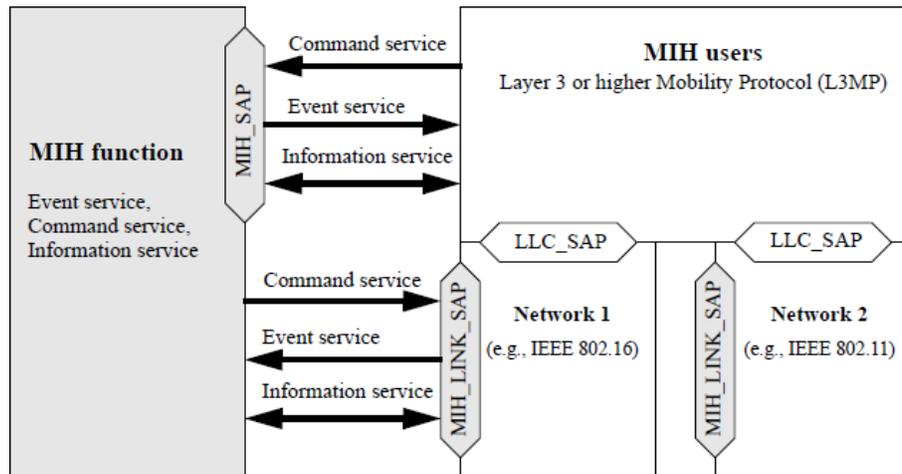 Command service
MIH users
Layer 3 or higher Mobility Protocol (L3MP)
Event service
MIH_SAP
Information service
MIH function
Event service,
Command service,
Information service
LLC_SAP
LLC_SAP
Command service
MIH_LINK_SAP
Network 1
(e.g., IEEE 802.16)
MIH_LINK_SAP
Network 2
(e.g., IEEE 802.11)
Event service
Information service